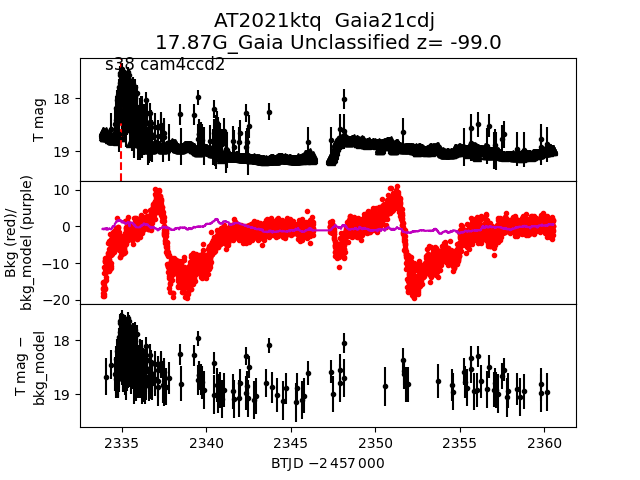 AT2021ktq  Gaia21cdj
17.87G_Gaia Unclassified z= -99.0
s38 cam4ccd2
18
19
T mag
10
0
−10
−20
Bkg (red)/
bkg_model (purple)
18
19
T mag −
bkg_model
2335 2340 2345 2350 2355 2360
BTJD −2 457 000